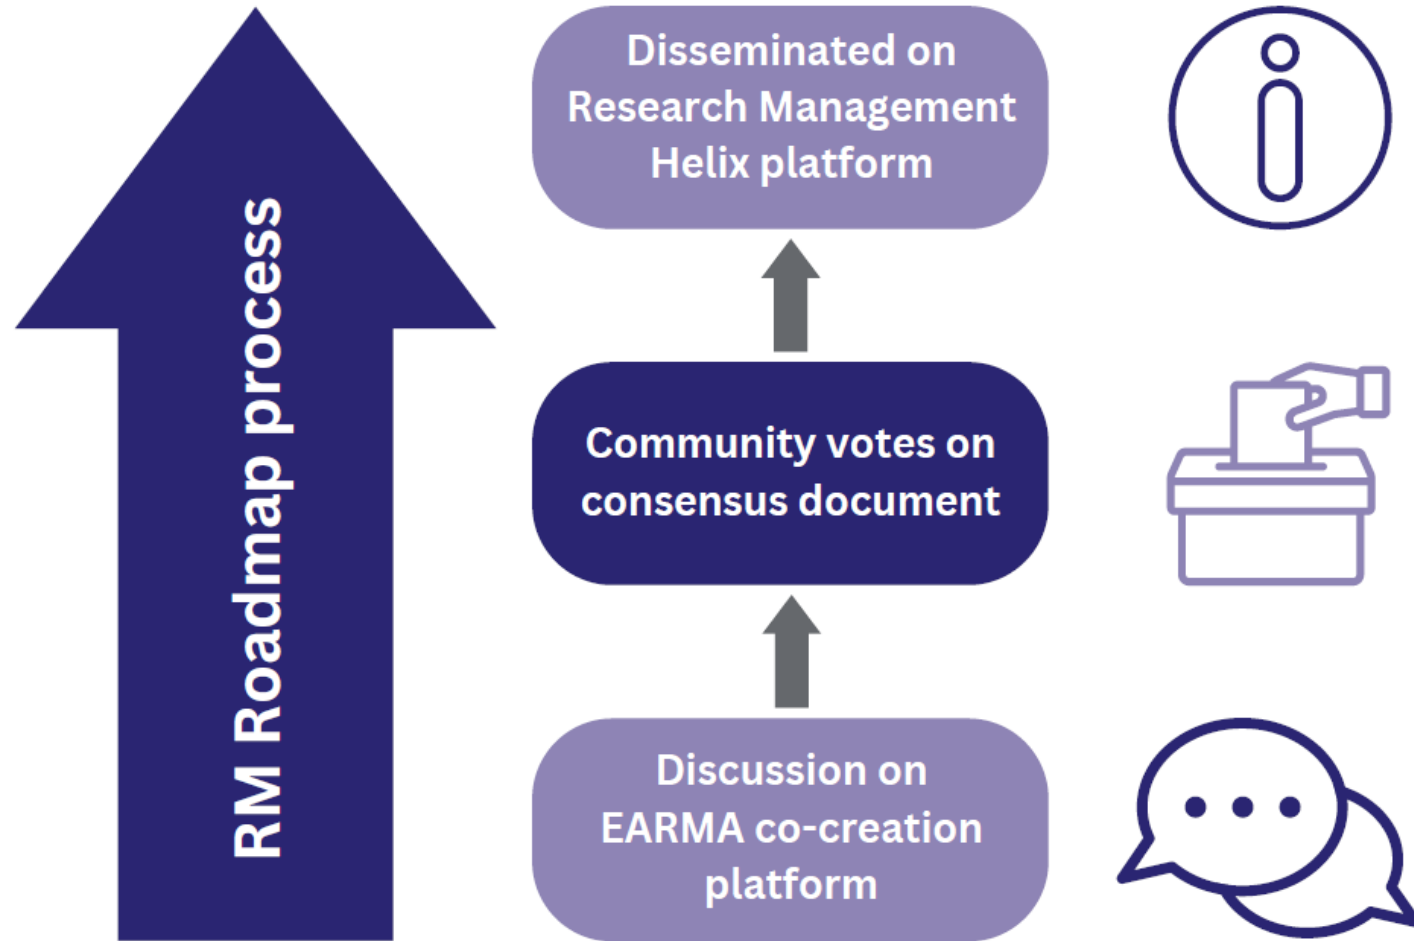 RM Roadmap process
Disseminated on
Research Management
Helix platform
Community votes on
consensus document
Discussion on
EARMA co-creation
platform